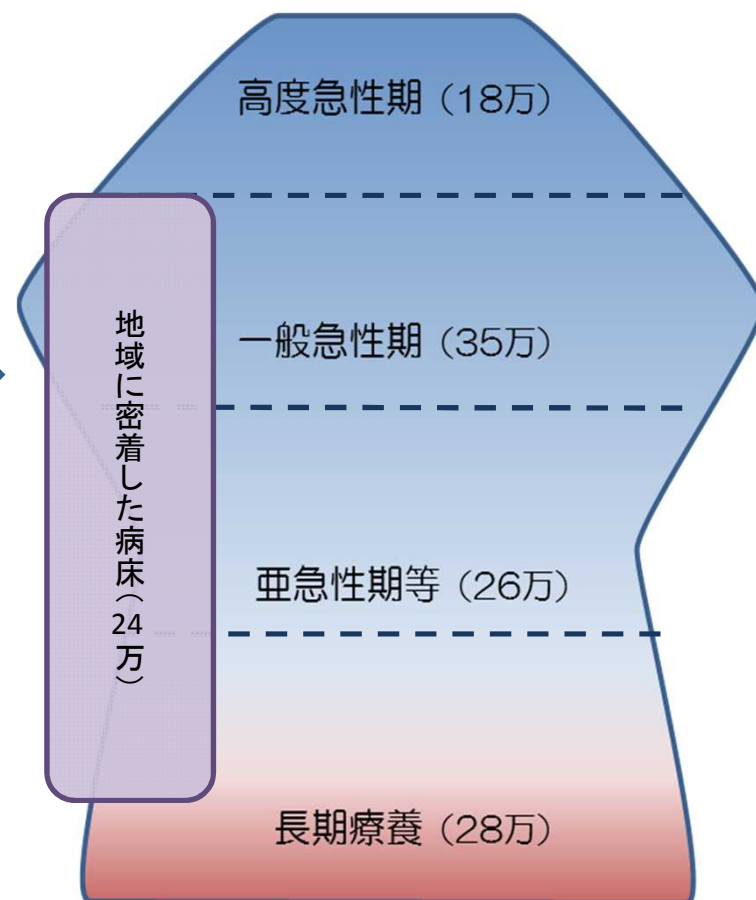 高度急性期（18万）
地域に密着した病床（24万）
一般急性期（35万）
亜急性期等（26万）
長期療養（28万）